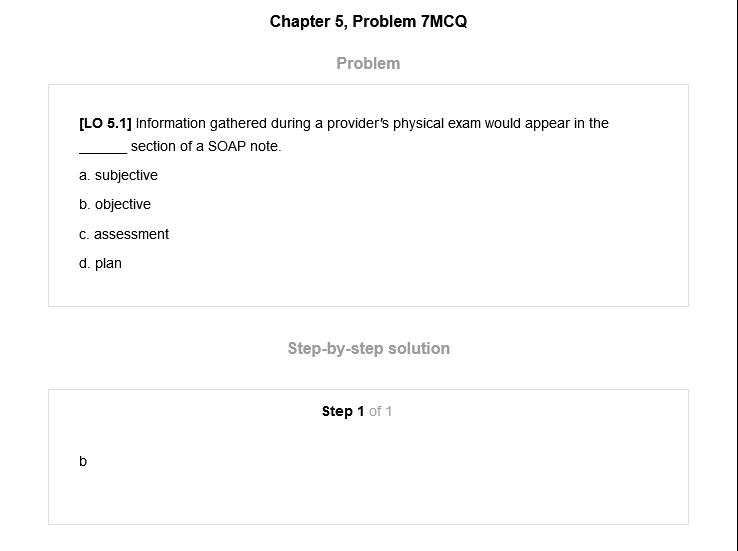 Chapter 5, Problem 7MCQ
Problem
[LO 5.1] Information gathered during a provider's physical exam would appear in the
______ section of a SOAP note.
a. subjective
b. objective
c. assessment
d. plan
Step-by-step solution
Step 1 of 1
b